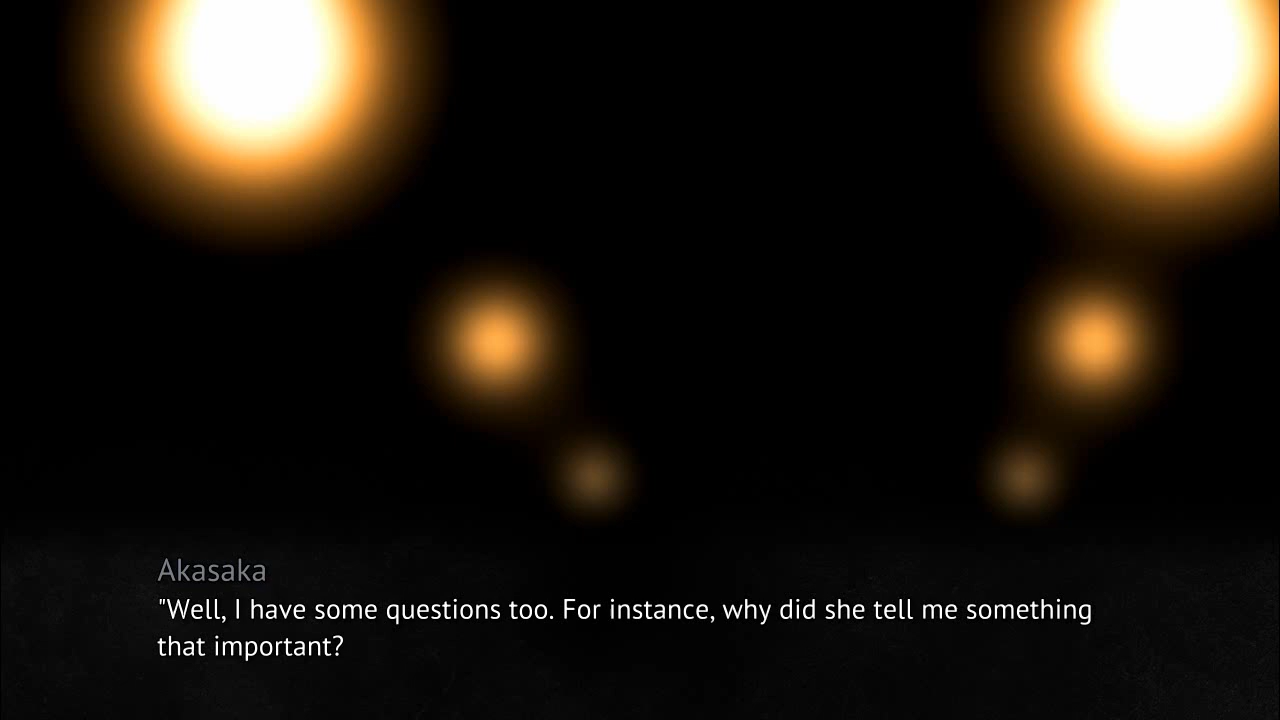 Akasaka
"Well, I have some questions too. For instance, why did she tell me something
that important?